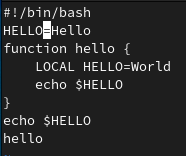 #!/bin/bash
HELLO=Hello
function hello {
    LOCAL HELLO=World
    echo $HELLO
}
echo $HELLO
hello
~